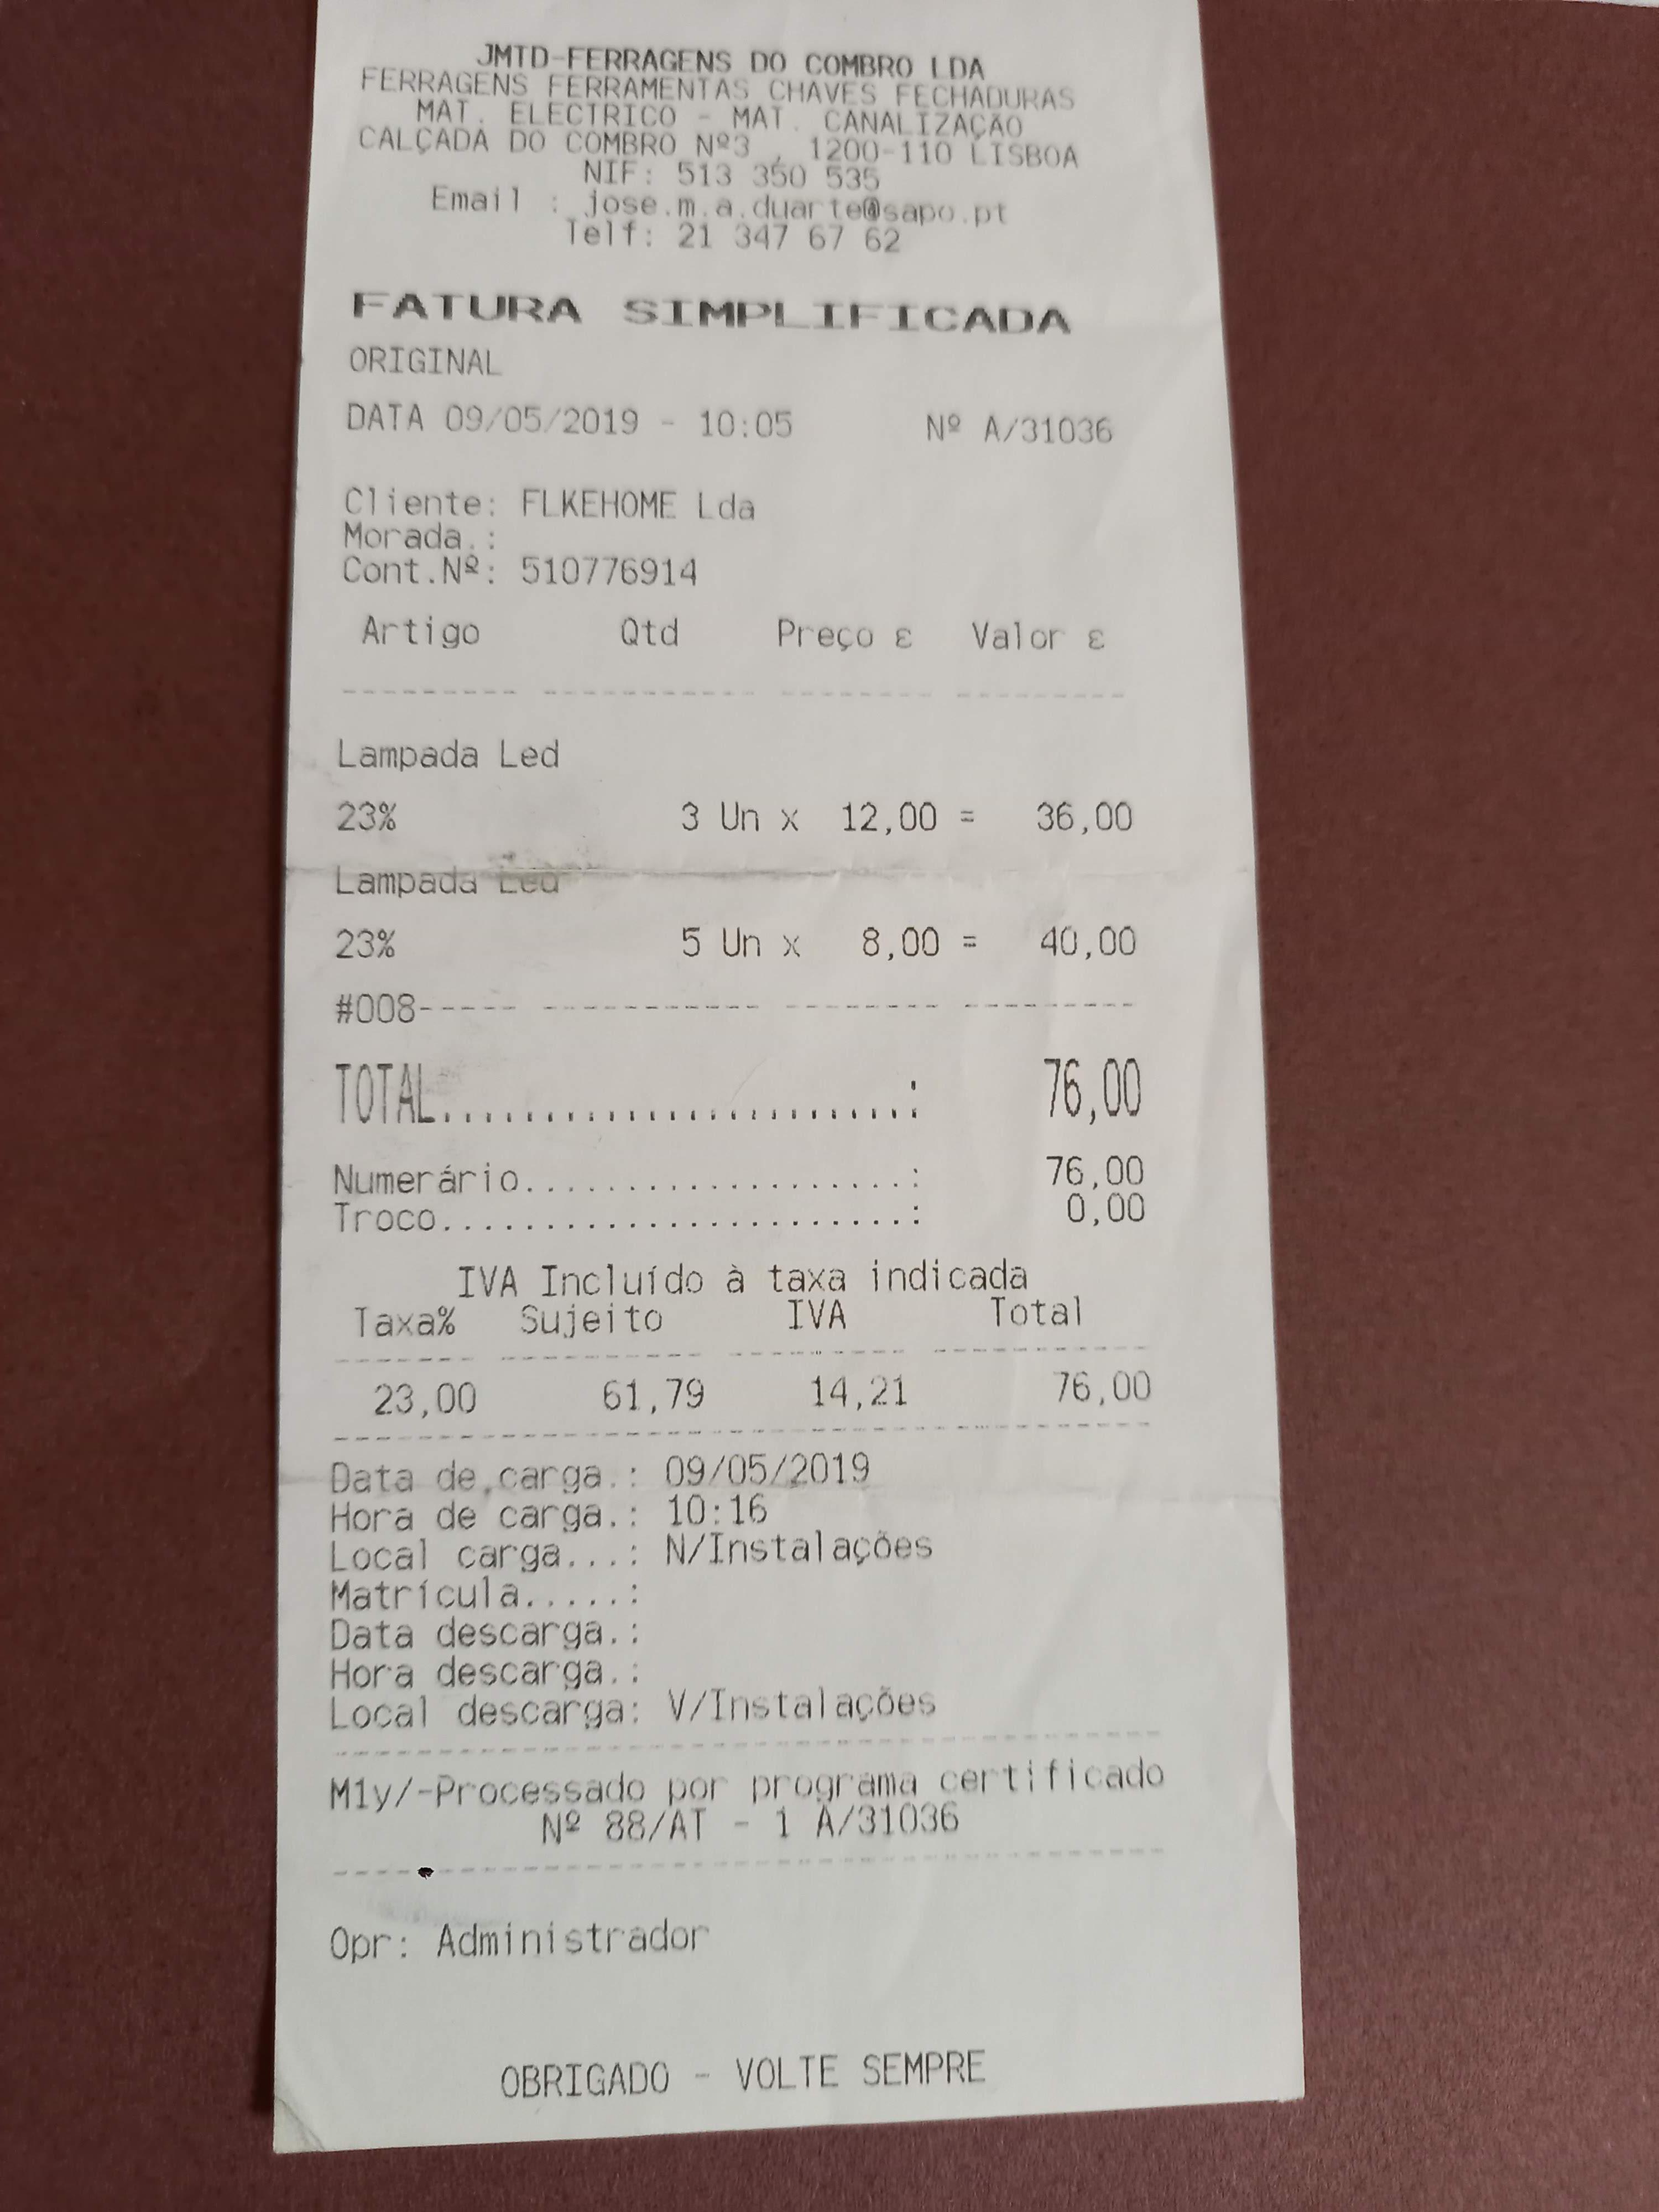 JMTD-FERRAGENS DO COMBRO LDA
FERRAGENS FERRAMENTAS CHAVES FECHADURAS
MAT. ELECTRICO - MAT. CANALIZAÇÃO
CALÇADA DO COMBRO Nº3 , 1200-110 LISBOA
NIF: 513 350 535
Email : jose.m.a.duarte@sapo.pt
Telf: 21 347 67 62
FATURA SIMPLIFICADA
ORIGINAL
DATA 09/05/2019 - 10:05 Nº A/31036
Cliente: FLKEHOME Lda
Morada.:
Cont.Nº: 510776914
Artigo Qtd Preço ε Valor ε
Lampada Led
23% 3 Un x 12,00 = 36,00
Lampada Led
23% 5 Un x 8,00 = 40,00
#008----- ----------- -------- ---------
TOTAL.......................: 76,00
Numerário...................: 76,00
Troco.......................: 0,00
IVA Incluído à taxa indicada
Taxa% Sujeito IVA Total
23,00 61,79 14,21 76,00
Data de carga.: 09/05/2019
Hora de carga.: 10:16
Local carga...: N/Instalações
Matrícula.....:
Data descarga.:
Hora descarga.:
Local descarga: V/Instalações
M1y/-Processado por programa certificado
Nº 88/AT - 1 A/31036
Opr: Administrador
OBRIGADO - VOLTE SEMPRE